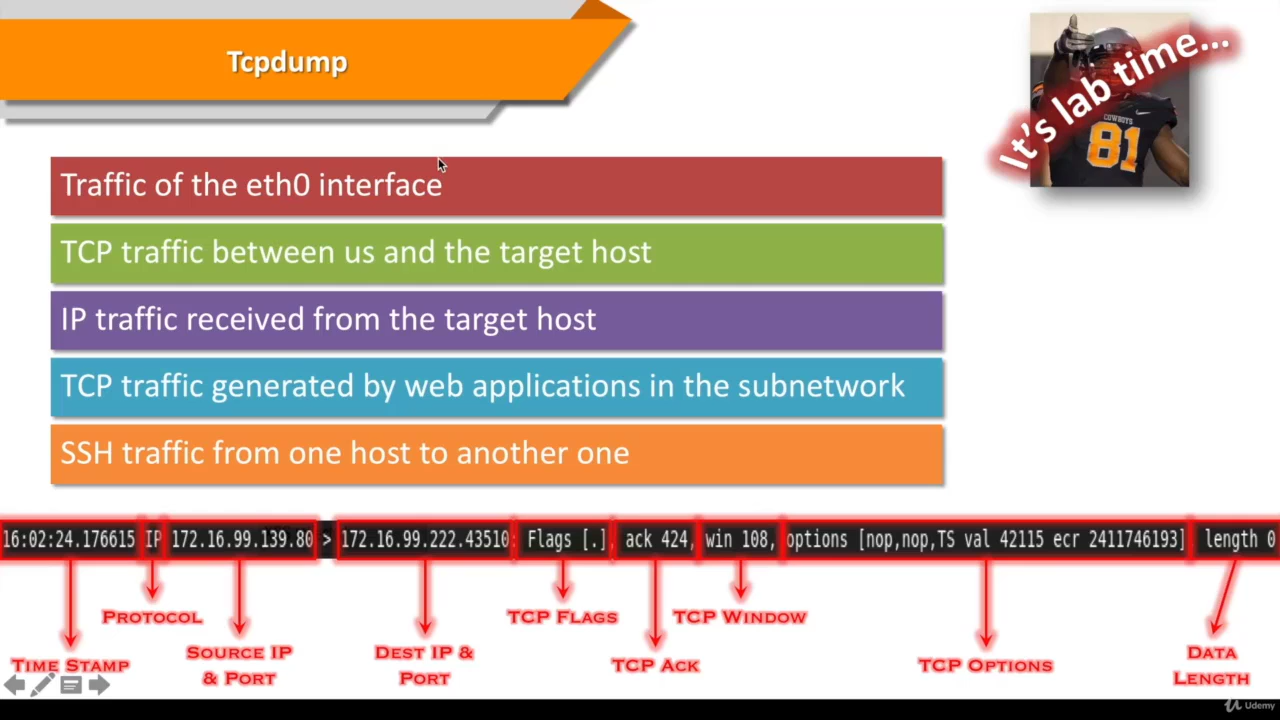 Tcpdump
It's lab time...
COWBOYS
81
Traffic of the eth0 interface
TCP traffic between us and the target host
IP traffic received from the target host
TCP traffic generated by web applications in the subnetwork
SSH traffic from one host to another one
16:02:24.176615 IP 172.16.99.139.80 > 172.16.99.222.43510: Flags [.], ack 424, win 108, options [nop,nop,TS val 42115 ecr 2411746193], length 0
PROTOCOL
TCP FLAGS
TCP WINDOW
TIME STAMP
SOURCE IP
& PORT
DEST IP &
PORT
TCP ACK
TCP OPTIONS
DATA
LENGTH
Udemy